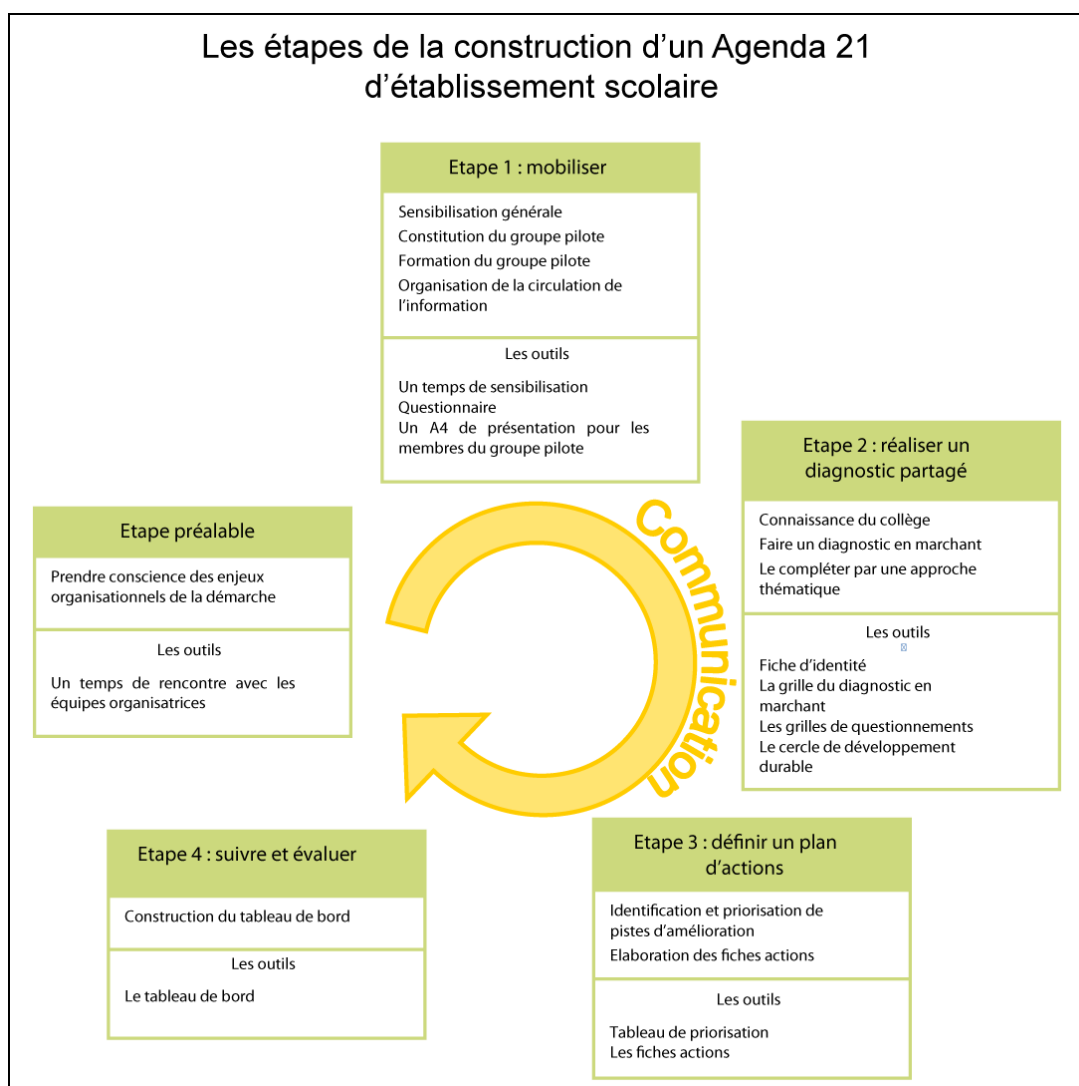 Les étapes de la construction d'un Agenda 21
d'établissement scolaire
Etape 1 : mobiliser
Sensibilisation générale
Constitution du groupe pilote
Formation du groupe pilote
Organisation de la circulation de
l'information
Les outils
Un temps de sensibilisation
Questionnaire
Un A4 de présentation pour les
membres du groupe pilote
Etape 2 : réaliser un
diagnostic partagé
Connaissance du collège
Faire un diagnostic en marchant
Le compléter par une approche
thématique
Les outils
Fiche d'identité
La grille du diagnostic en
marchant
Les grilles de questionnements
Le cercle de développement
durable
Etape préalable
Prendre conscience des enjeux
organisationnels de la démarche
Les outils
Un temps de rencontre avec les
équipes organisatrices
Communication
Etape 3 : définir un plan
d'actions
Identification et priorisation de
pistes d'amélioration
Elaboration des fiches actions
Les outils
Tableau de priorisation
Les fiches actions
Etape 4 : suivre et évaluer
Construction du tableau de bord
Les outils
Le tableau de bord